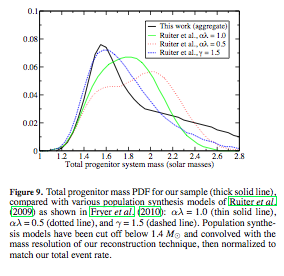 0.1
This work (aggregate)
Ruiter et al., αλ = 1.0
Ruiter et al., αλ = 0.5
Ruiter et al., γ = 1.5
0.08
0.06
0.04
0.02
0
1 1.2 1.4 1.6 1.8 2 2.2 2.4 2.6 2.8
Total progenitor system mass (solar masses)
Figure 9. Total progenitor mass PDF for our sample (thick solid line),
compared with various population synthesis models of Ruiter et al.
(2009) as shown in Fryer et al. (2010): αλ = 1.0 (thin solid line),
αλ = 0.5 (dotted line), and γ = 1.5 (dashed line). Population synthe-
sis models have been cut off below 1.4 M⊙ and convolved with the
mass resolution of our reconstruction technique, then normalized to
match our total event rate.